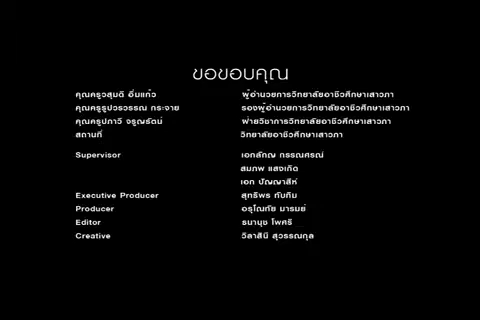 ขอขอบคุณ
คุณครูวสุมดี อิ่มแก้ว ผู้อำนวยการวิทยาลัยอาชีวศึกษาเสาวภา
คุณครูรูปวรวรรณ กระจาย รองผู้อำนวยการวิทยาลัยอาชีวศึกษาเสาวภา
คุณครูปภาวี จรูญรัตน์ ฝ่ายวิชาการวิทยาลัยอาชีวศึกษาเสาวภา
สถานที่ วิทยาลัยอาชีวศึกษาเสาวภา
Supervisor เอกลักญ กรรณศรณ์
สมภพ แสงเกิด
เอก ปัญญาสีห์
Executive Producer สุทธิพร ทับทิม
Producer อรุโณทัย มารมย์
Editor ธนานุช โพศรี
Creative วิลาสินี สุวรรณกุล